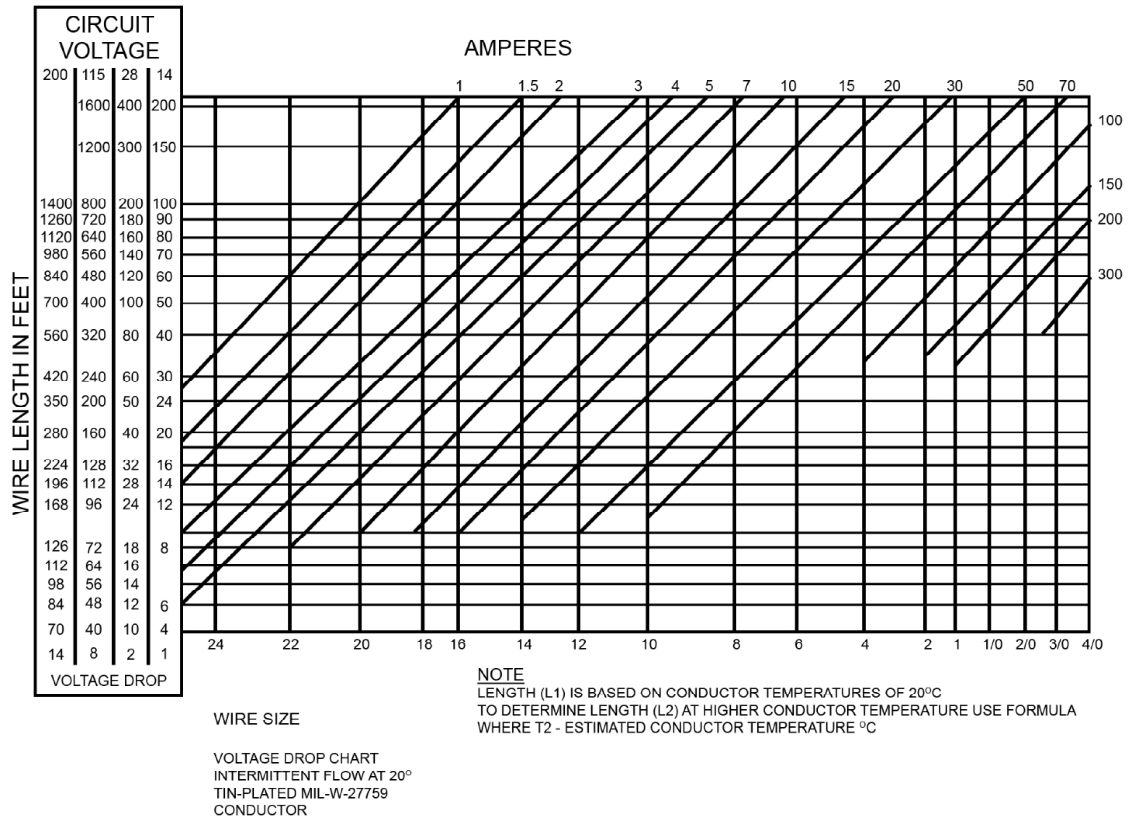 CIRCUIT
VOLTAGE
AMPERES
200 115 28 14
1 1.5 2 3 4 5 7 10 15 20 30 50 70
1600 400 200
100
1200 300 150
150
1400 800 200 100
1260 720 180 90
200
1120 640 160 80
980 560 140 70
840 480 120 60
300
700 400 100 50
560 320 80 40
420 240 60 30
350 200 50 24
280 160 40 20
224 128 32 16
196 112 28 14
168 96 24 12
126 72 18 8
112 64 16
98 56 14
84 48 12 6
70 40 10 4
14 8 2 1
WIRE LENGTH IN FEET
24 22 20 18 16 14 12 10 8 6 4 2 1 1/0 2/0 3/0 4/0
VOLTAGE DROP
NOTE
LENGTH (L1) IS BASED ON CONDUCTOR TEMPERATURES OF 20°C
TO DETERMINE LENGTH (L2) AT HIGHER CONDUCTOR TEMPERATURE USE FORMULA
WHERE T2 - ESTIMATED CONDUCTOR TEMPERATURE °C
WIRE SIZE
VOLTAGE DROP CHART
INTERMITTENT FLOW AT 20°
TIN-PLATED MIL-W-27759
CONDUCTOR